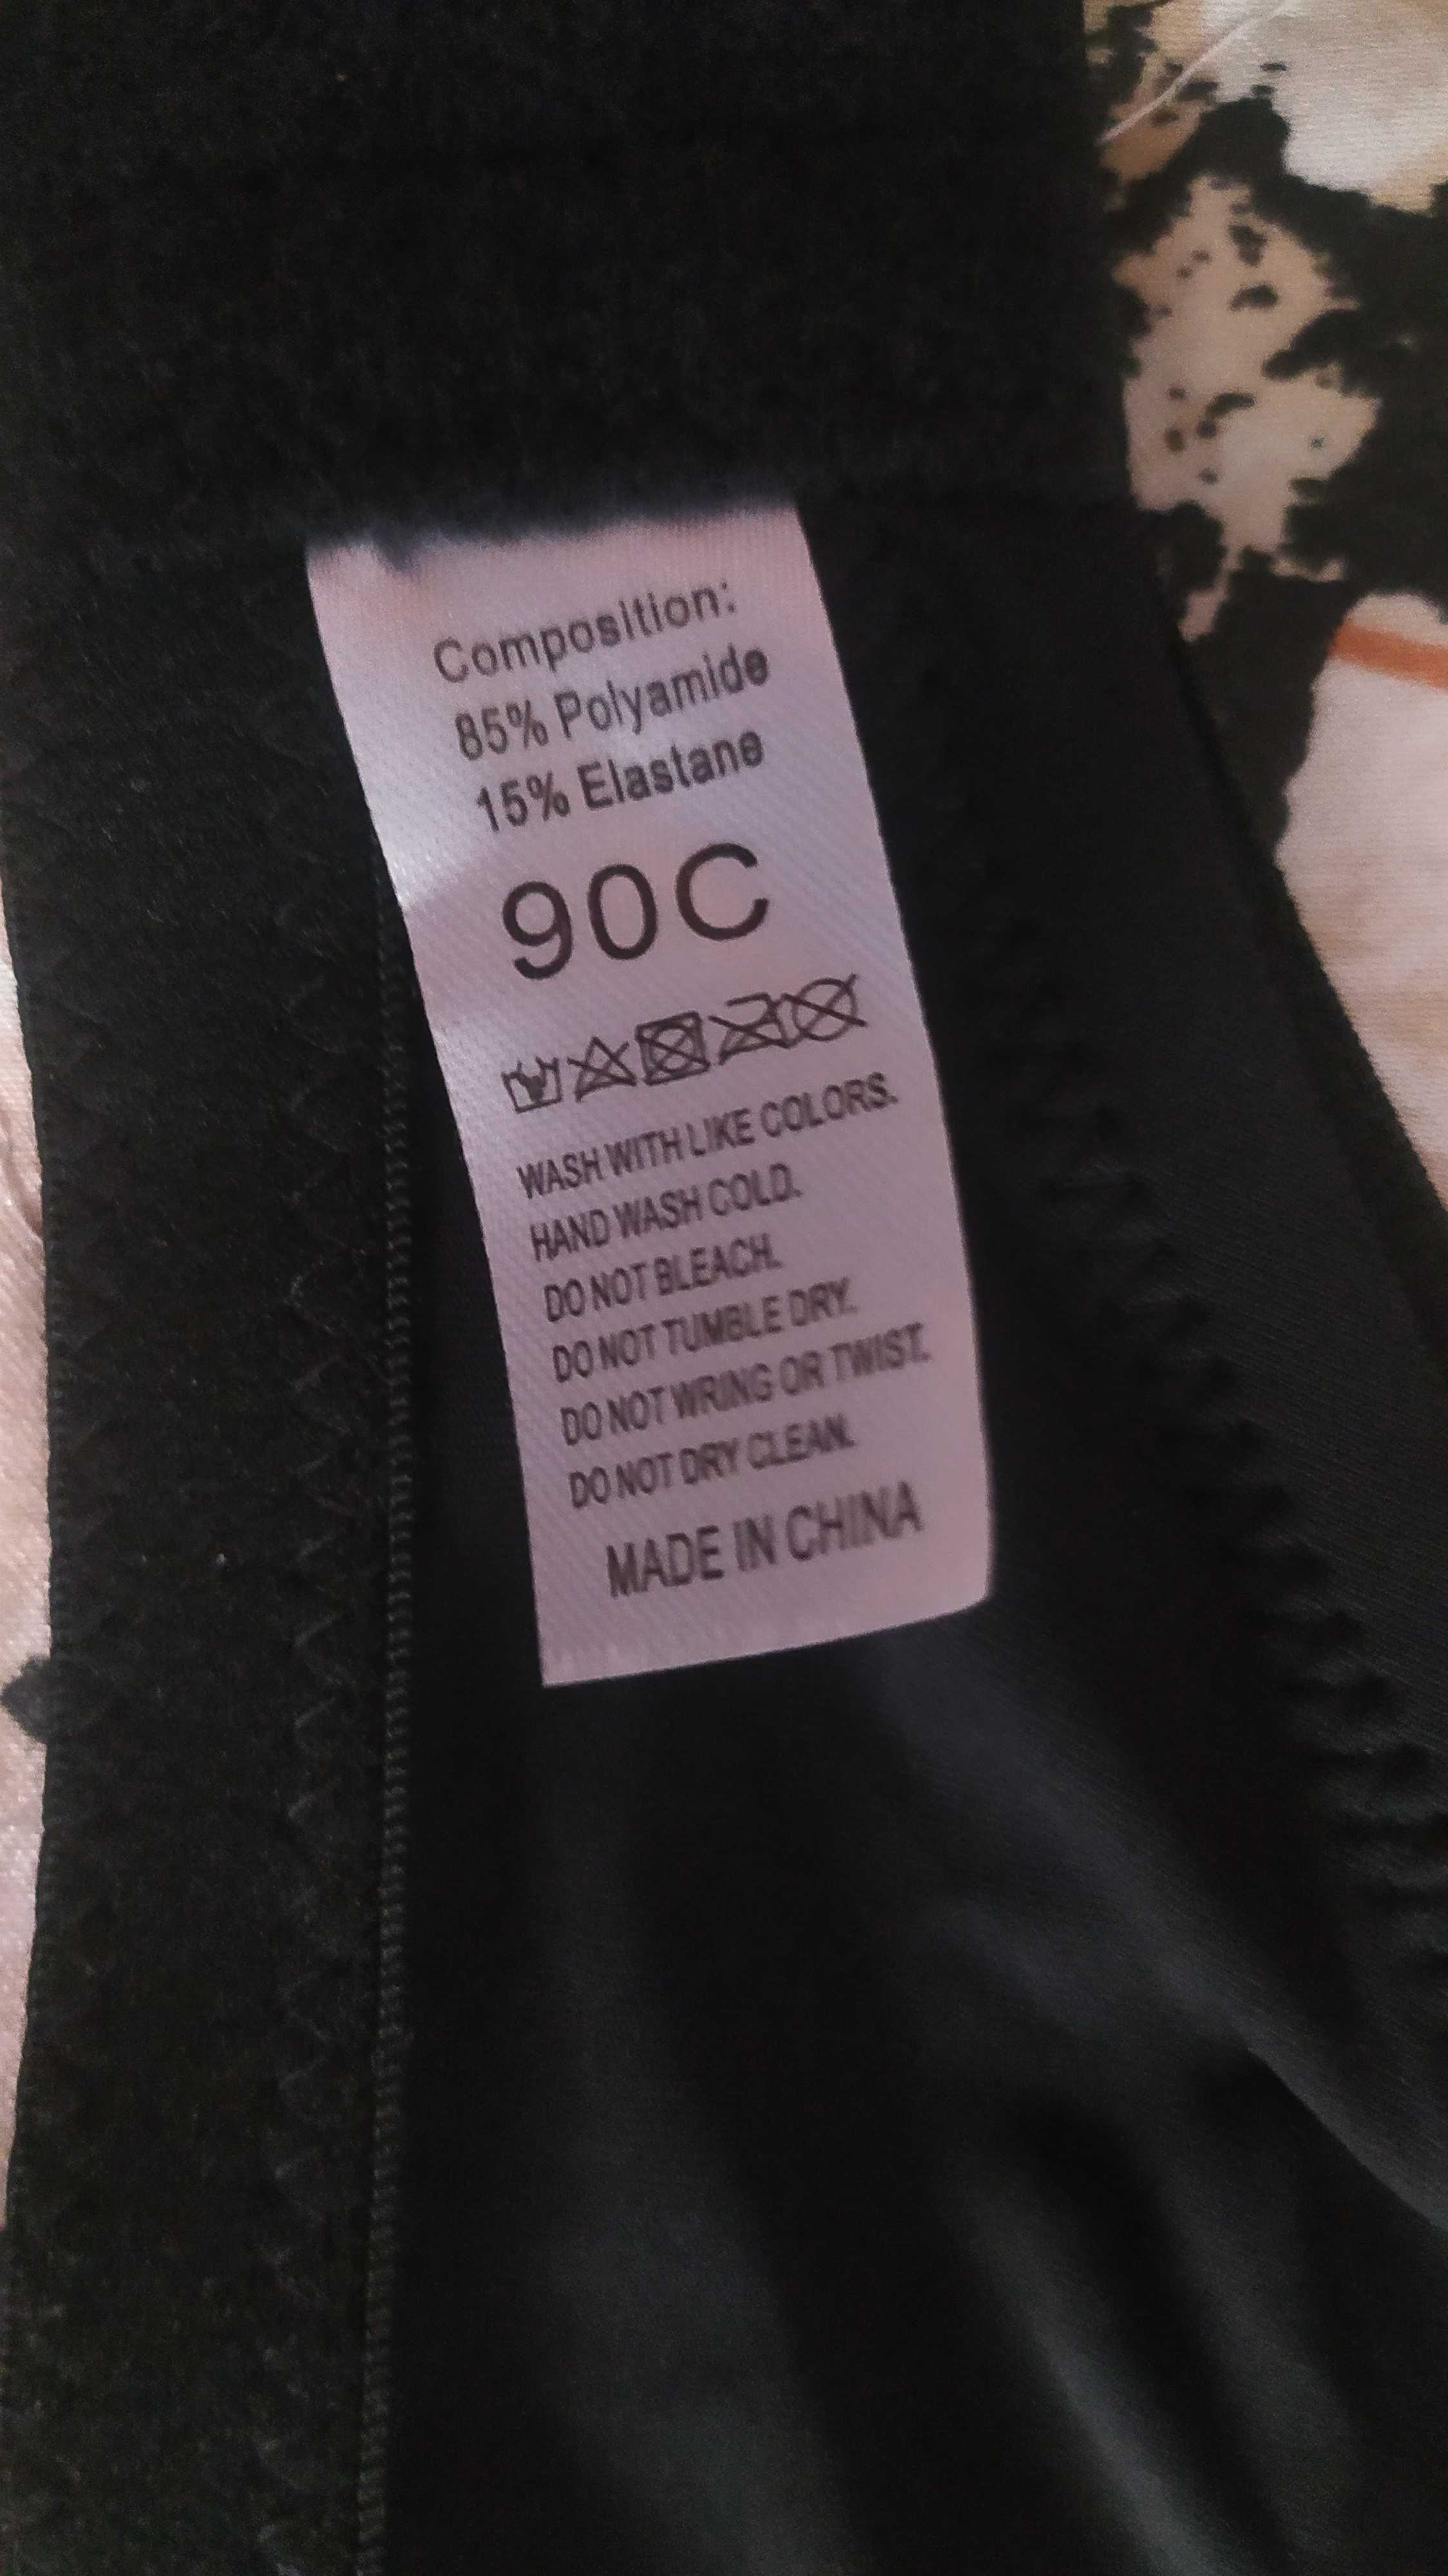 Composition:
85% Polyamide
15% Elastane
90C
WASH WITH LIKE COLORS.
HAND WASH COLD.
DO NOT BLEACH.
DO NOT TUMBLE DRY.
DO NOT WRING OR TWIST.
DO NOT DRY CLEAN.
MADE IN CHINA